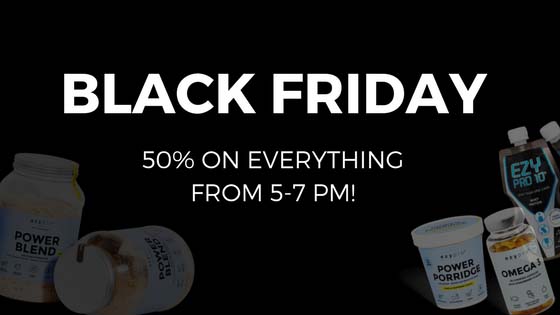 BLACK FRIDAY
50% ON EVERYTHING
FROM 5-7 PM!
POWER
BLEND
POWER
BLEND
POWER
PORRIDGE
OMEGA 3
EZY
PRO 10